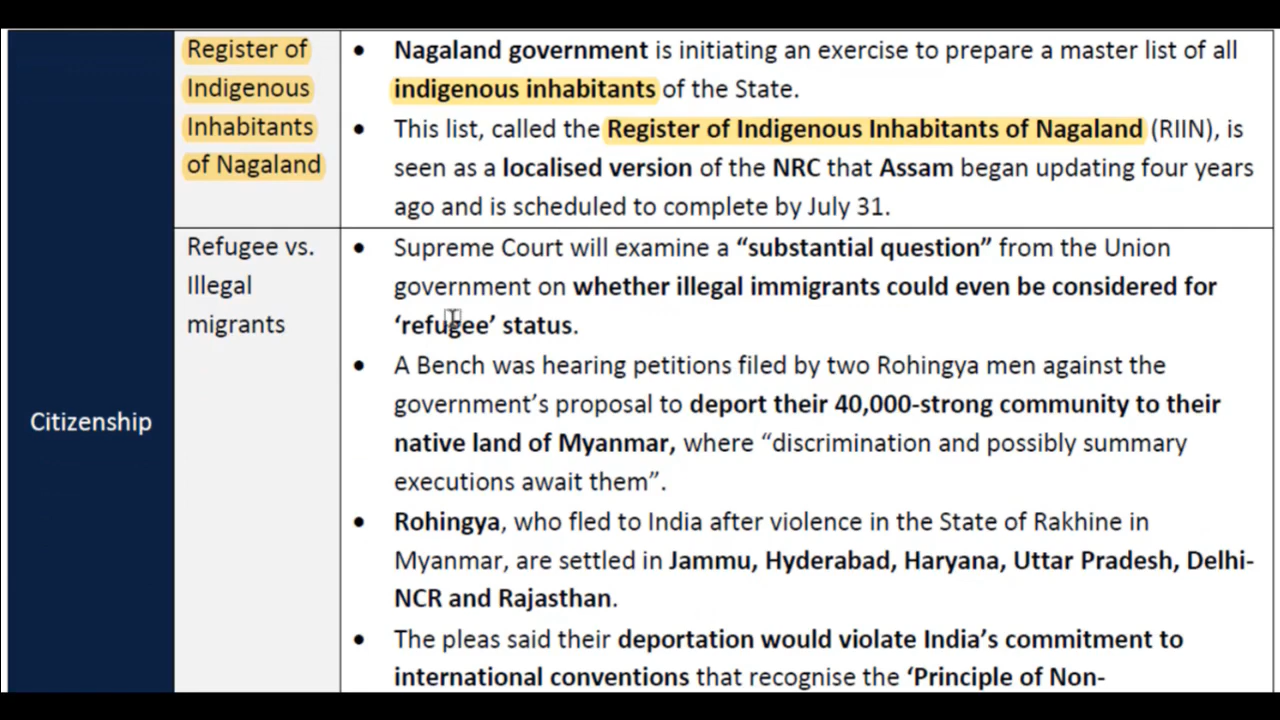 Citizenship
Register of
Indigenous
Inhabitants
of Nagaland
• Nagaland government is initiating an exercise to prepare a master list of all
indigenous inhabitants of the State.
• This list, called the Register of Indigenous Inhabitants of Nagaland (RIIN), is
seen as a localised version of the NRC that Assam began updating four years
ago and is scheduled to complete by July 31.
Refugee vs.
Illegal
migrants
• Supreme Court will examine a “substantial question” from the Union
government on whether illegal immigrants could even be considered for
‘refugee’ status.
• A Bench was hearing petitions filed by two Rohingya men against the
government’s proposal to deport their 40,000-strong community to their
native land of Myanmar, where “discrimination and possibly summary
executions await them”.
• Rohingya, who fled to India after violence in the State of Rakhine in
Myanmar, are settled in Jammu, Hyderabad, Haryana, Uttar Pradesh, Delhi-
NCR and Rajasthan.
• The pleas said their deportation would violate India’s commitment to
international conventions that recognise the ‘Principle of Non-